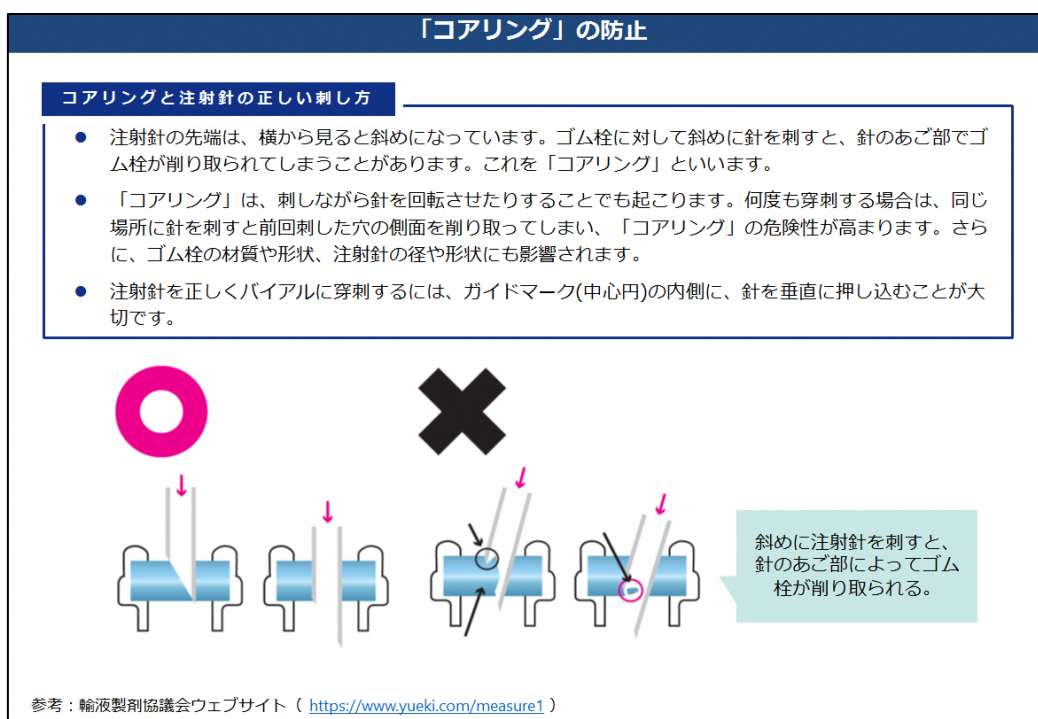 「コアリング」の防止
コアリングと注射針の正しい刺し方
● 注射針の先端は、横から見ると斜めになっています。ゴム栓に対して斜めに針を刺すと、針のあご部でゴ
ム栓が削り取られてしまうことがあります。これを「コアリング」といいます。
● 「コアリング」は、刺しながら針を回転させたりすることでも起こります。何度も穿刺する場合は、同じ
場所に針を刺すと前回刺した穴の側面を削り取ってしまい、「コアリング」の危険性が高まります。さら
に、ゴム栓の材質や形状、注射針の径や形状にも影響されます。
● 注射針を正しくバイアルに穿刺するには、ガイドマーク(中心円)の内側に、針を垂直に押し込むことが大
切です。
斜めに注射針を刺すと、
針のあご部によってゴム
栓が削り取られる。
参考：輸液製剤協議会ウェブサイト（ https://www.yueki.com/measure1 ）